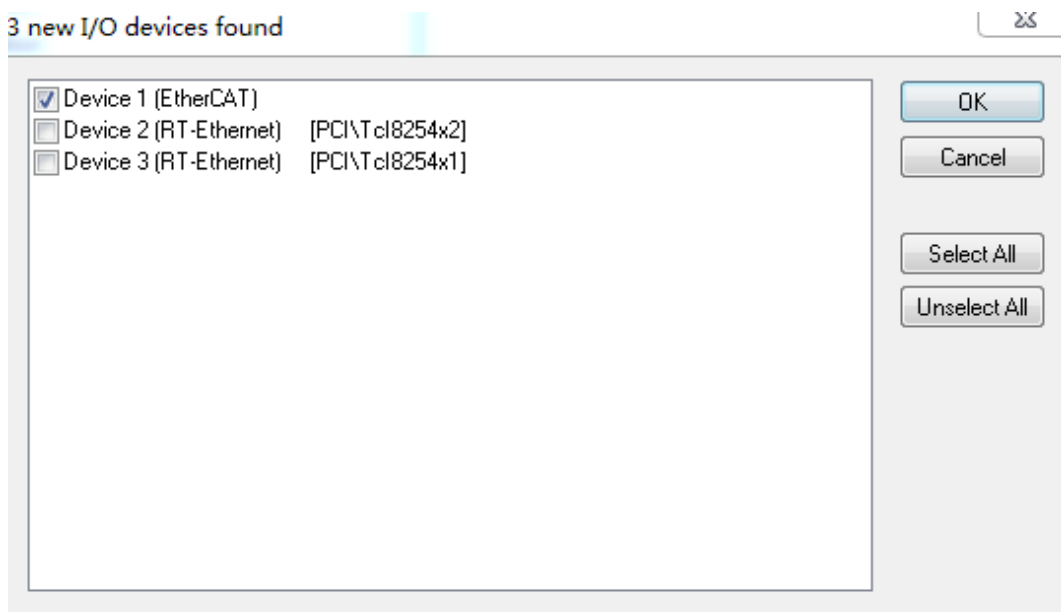 3 new I/O devices found
Device 1 (EtherCAT)
Device 2 (RT-Ethernet) [PCI\TcI8254x2]
Device 3 (RT-Ethernet) [PCI\TcI8254x1]
OK
Cancel
Select All
Unselect All